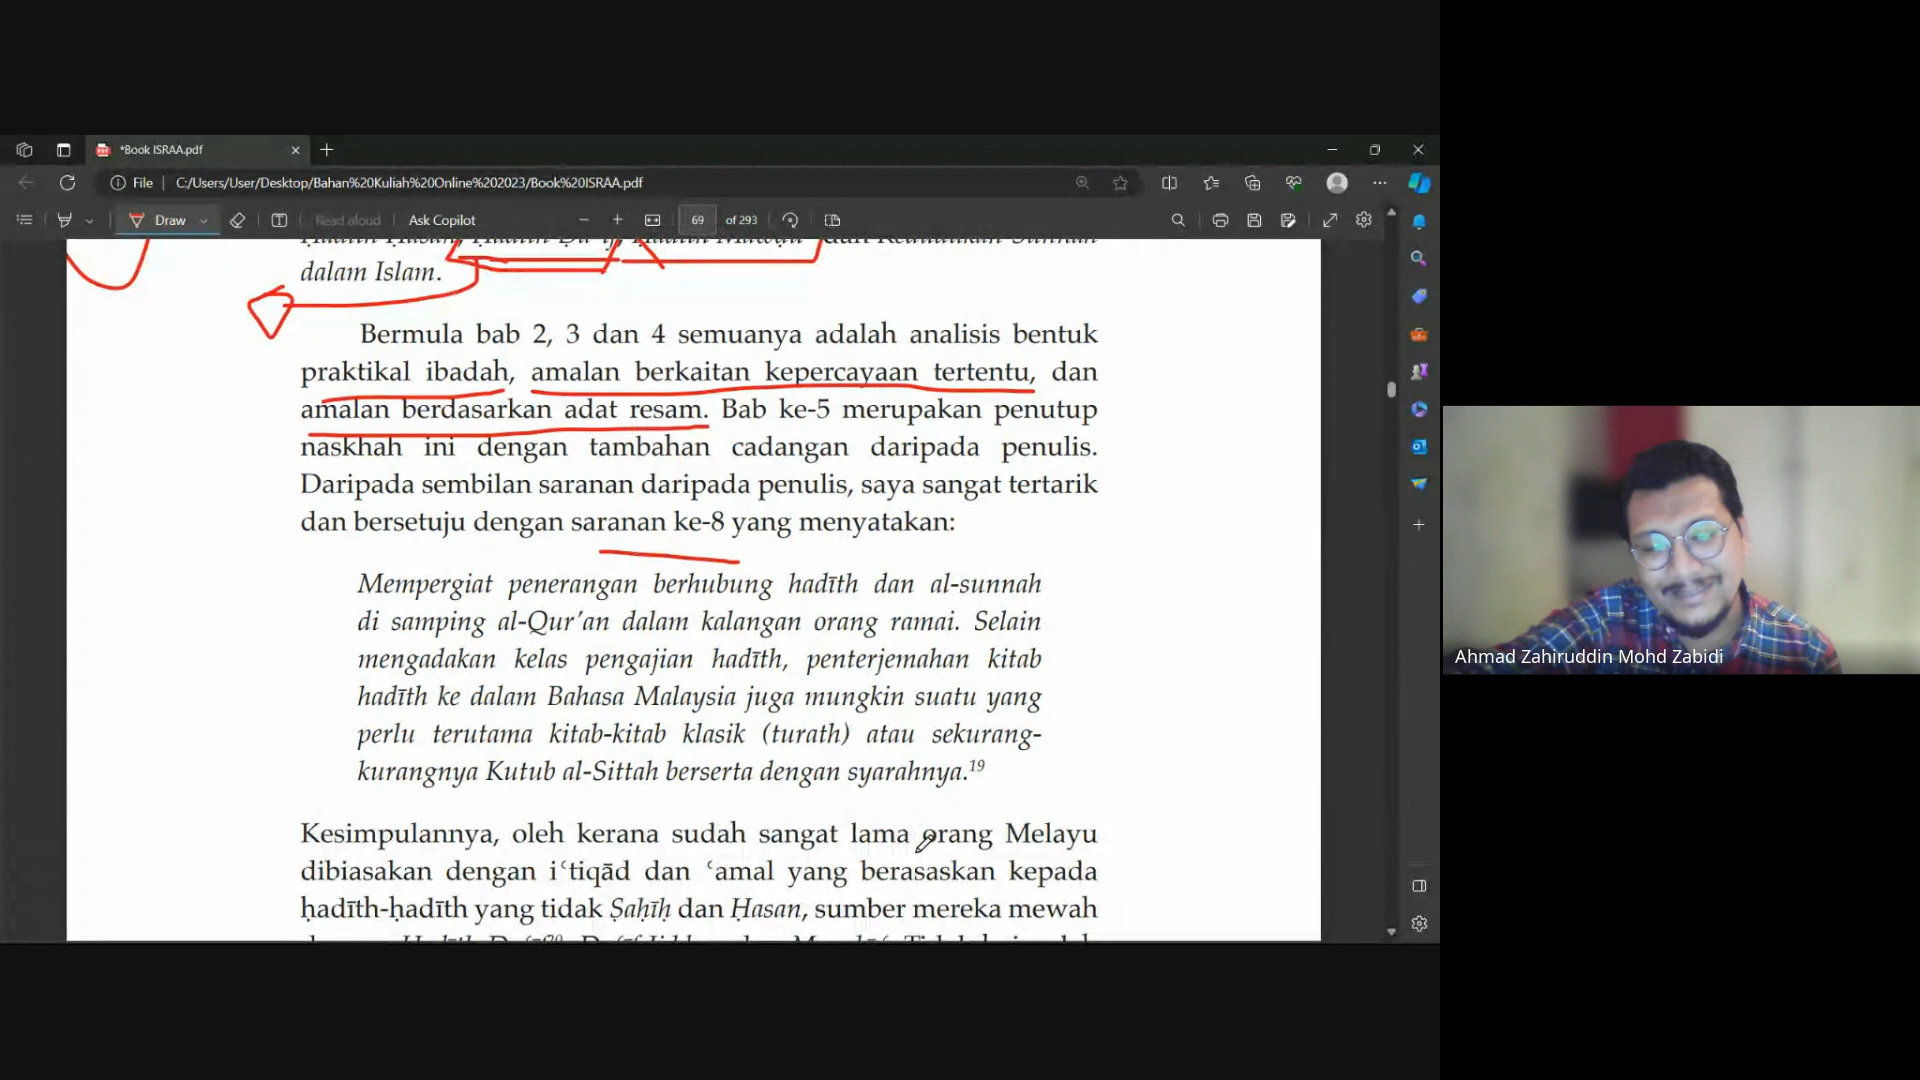 *Book ISRAA.pdf
File C:/Users/User/Desktop/Bahan%20Kuliah%20Online%202023/Book%20ISRAA.pdf
Draw Read aloud Ask Copilot 69 of 293
dalam Islam.
Bermula bab 2, 3 dan 4 semuanya adalah analisis bentuk
praktikal ibadah, amalan berkaitan kepercayaan tertentu, dan
amalan berdasarkan adat resam. Bab ke-5 merupakan penutup
naskhah ini dengan tambahan cadangan daripada penulis.
Daripada sembilan saranan daripada penulis, saya sangat tertarik
dan bersetuju dengan saranan ke-8 yang menyatakan:
Mempergiat penerangan berhubung hadīth dan al-sunnah
di samping al-Qur’an dalam kalangan orang ramai. Selain
mengadakan kelas pengajian hadīth, penterjemahan kitab
hadīth ke dalam Bahasa Malaysia juga mungkin suatu yang
perlu terutama kitab-kitab klasik (turath) atau sekurang-
kurangnya Kutub al-Sittah berserta dengan syarahnya.19
Kesimpulannya, oleh kerana sudah sangat lama orang Melayu
dibiasakan dengan iʿtiqād dan ʿamal yang berasaskan kepada
ḥadīth-ḥadīth yang tidak Ṣaḥīḥ dan Ḥasan, sumber mereka mewah
Ahmad Zahiruddin Mohd Zabidi